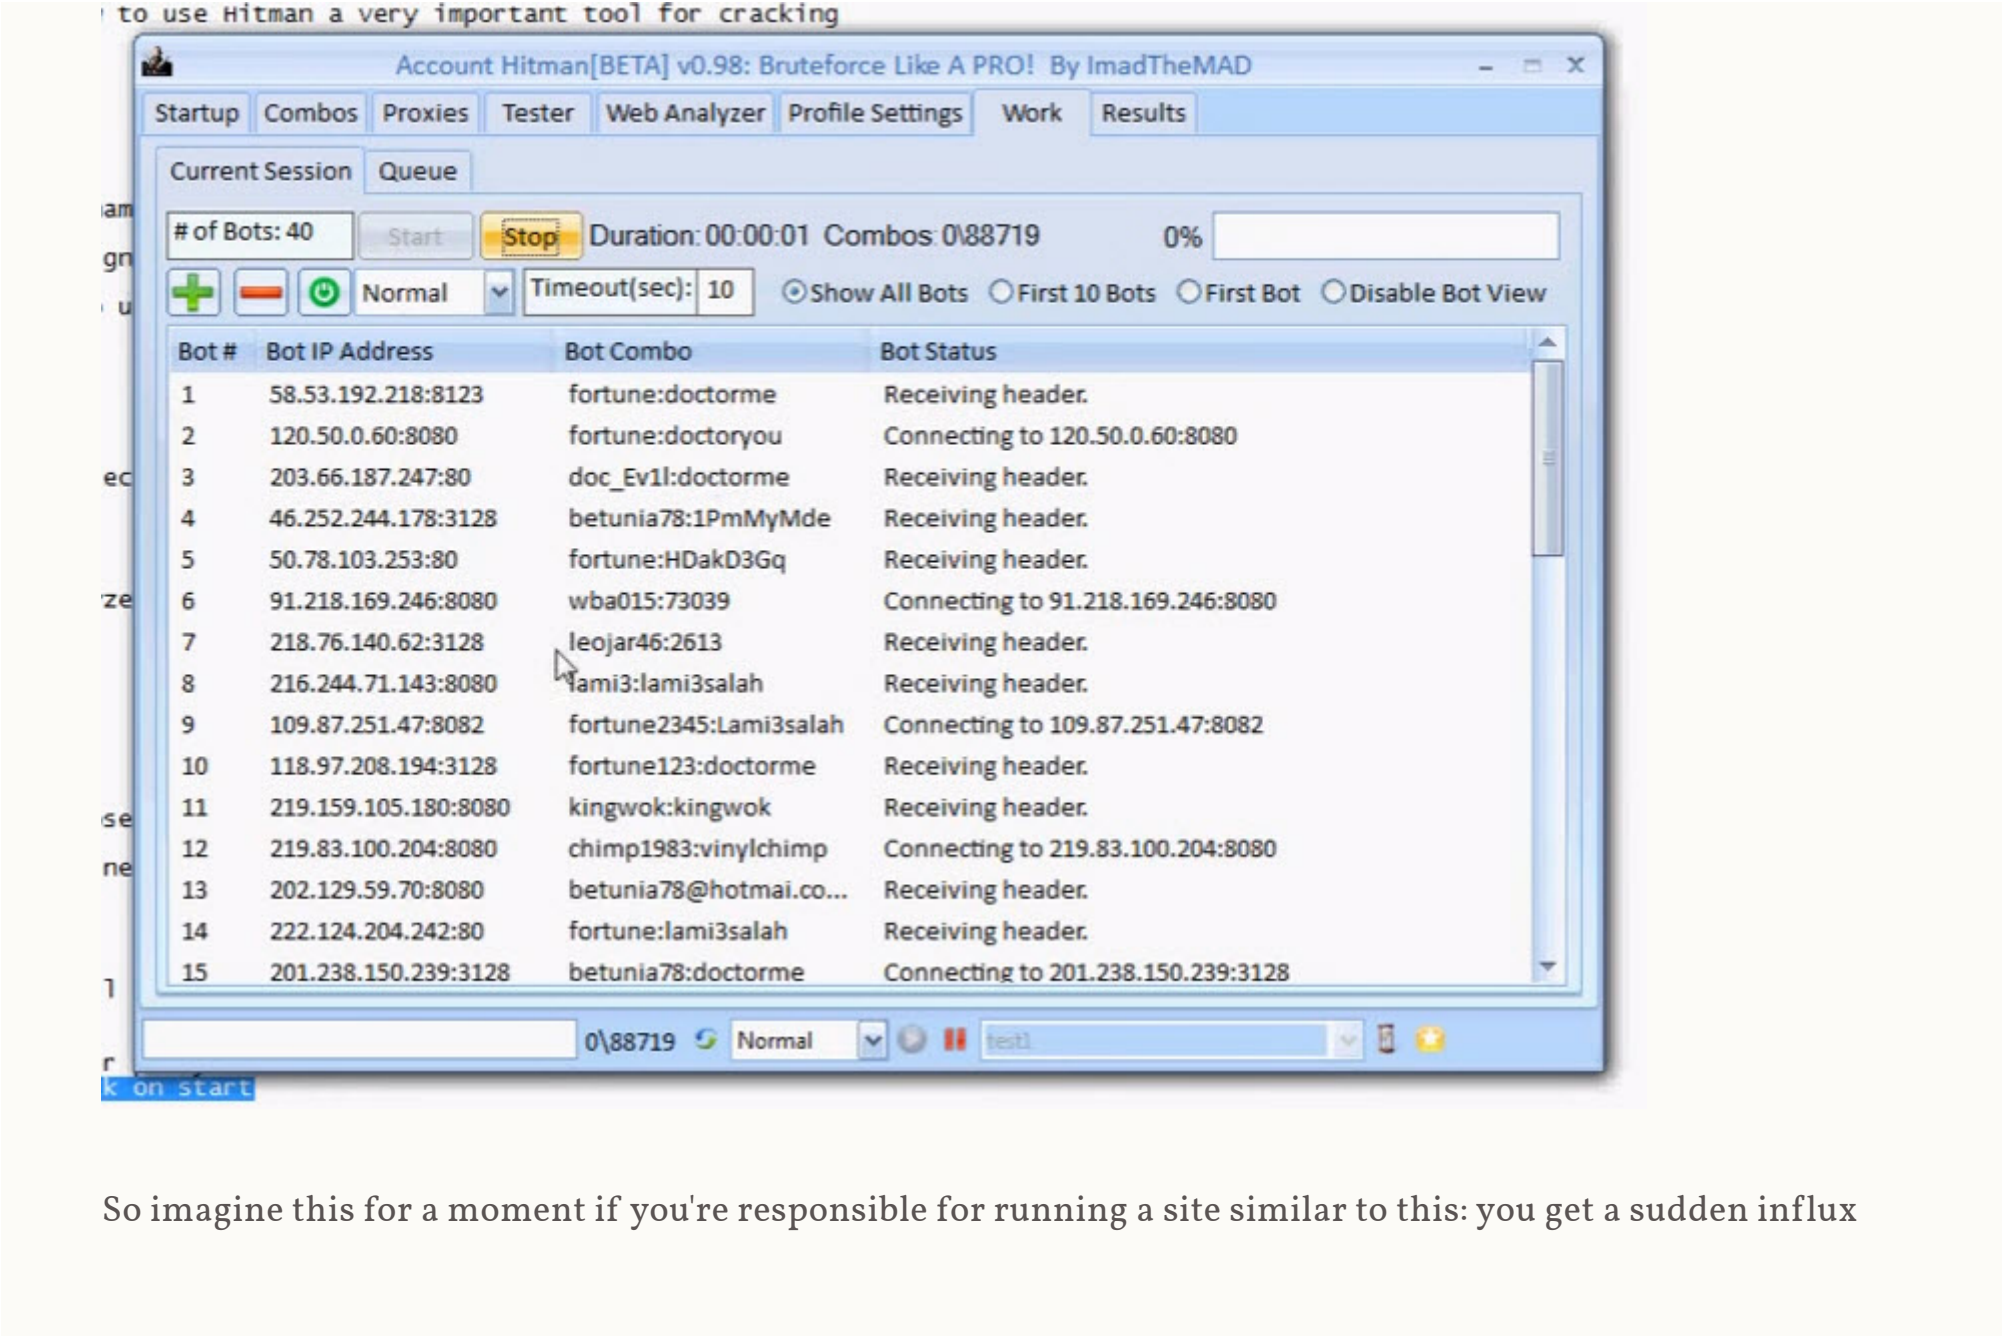 to use Hitman a very important tool for cracking
Account Hitman[BETA] v0.98: Bruteforce Like A PRO! By ImadTheMAD
Startup Combos Proxies Tester Web Analyzer Profile Settings Work Results
Current Session Queue
am
# of Bots: 40 Start Stop Duration: 00:00:01 Combos: 0\88719 0%
gn
Normal Timeout(sec): 10 Show All Bots First 10 Bots First Bot Disable Bot View
u
Bot # Bot IP Address Bot Combo Bot Status
1 58.53.192.218:8123 fortune:doctorme Receiving header.
2 120.50.0.60:8080 fortune:doctoryou Connecting to 120.50.0.60:8080
ec
3 203.66.187.247:80 doc_Ev1l:doctorme Receiving header.
4 46.252.244.178:3128 betunia78:1PmMyMde Receiving header.
5 50.78.103.253:80 fortune:HDakD3Gq Receiving header.
ze
6 91.218.169.246:8080 wba015:73039 Connecting to 91.218.169.246:8080
7 218.76.140.62:3128 leojar46:2613 Receiving header.
8 216.244.71.143:8080 lami3:lami3salah Receiving header.
9 109.87.251.47:8082 fortune2345:Lami3salah Connecting to 109.87.251.47:8082
10 118.97.208.194:3128 fortune123:doctorme Receiving header.
se
11 219.159.105.180:8080 kingwok:kingwok Receiving header.
12 219.83.100.204:8080 chimp1983:vinylchimp Connecting to 219.83.100.204:8080
ne
13 202.129.59.70:8080 betunia78@hotmai.co... Receiving header.
14 222.124.204.242:80 fortune:lami3salah Receiving header.
15 201.238.150.239:3128 betunia78:doctorme Connecting to 201.238.150.239:3128
l
0\88719 Normal test1
r
k on start
So imagine this for a moment if you're responsible for running a site similar to this: you get a sudden influx